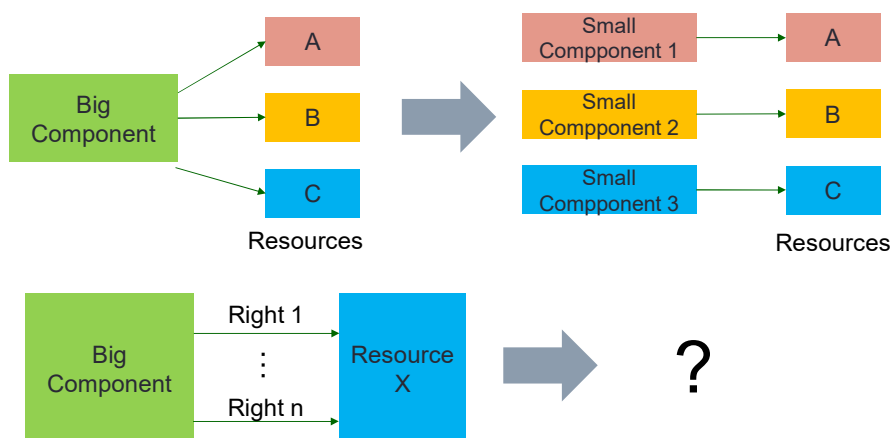 Big
Component
A
B
C
Resources
Small
Compponent 1
Small
Compponent 2
Small
Compponent 3
A
B
C
Resources
Big
Component
Right 1
⋮
Right n
Resource
X
?